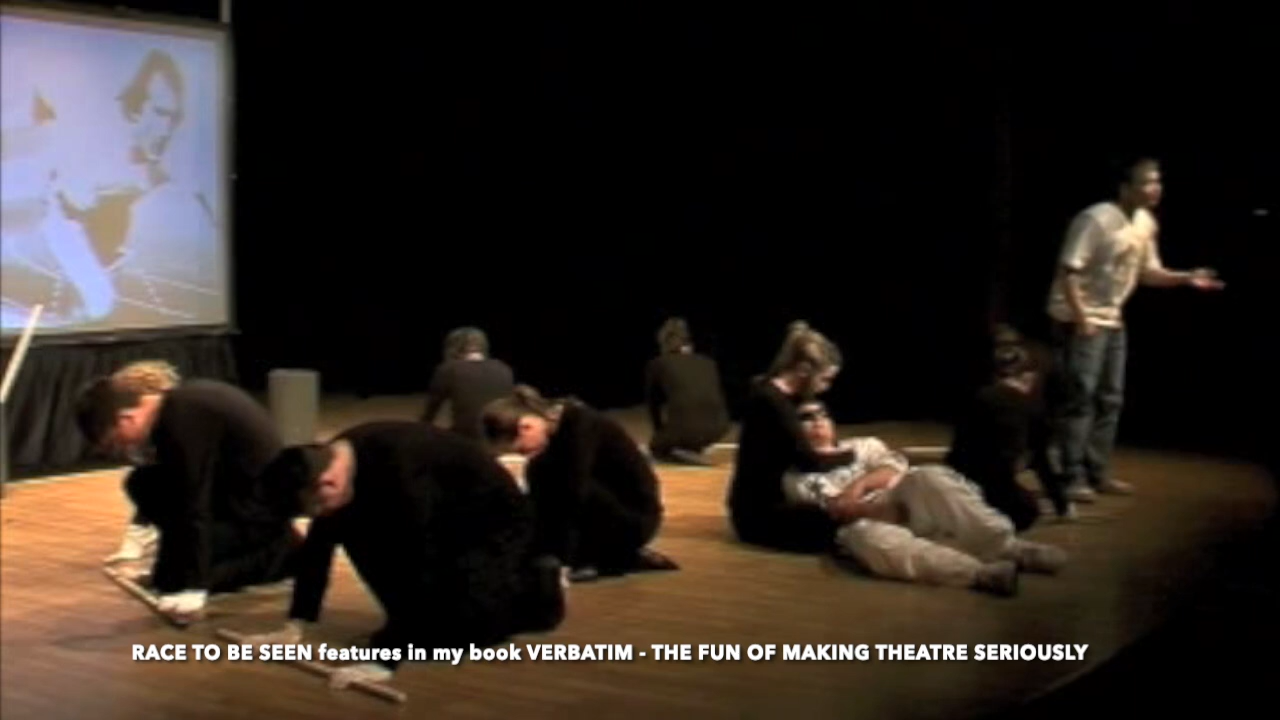 RACE TO BE SEEN features in my book VERBATIM - THE FUN OF MAKING THEATRE SERIOUSLY